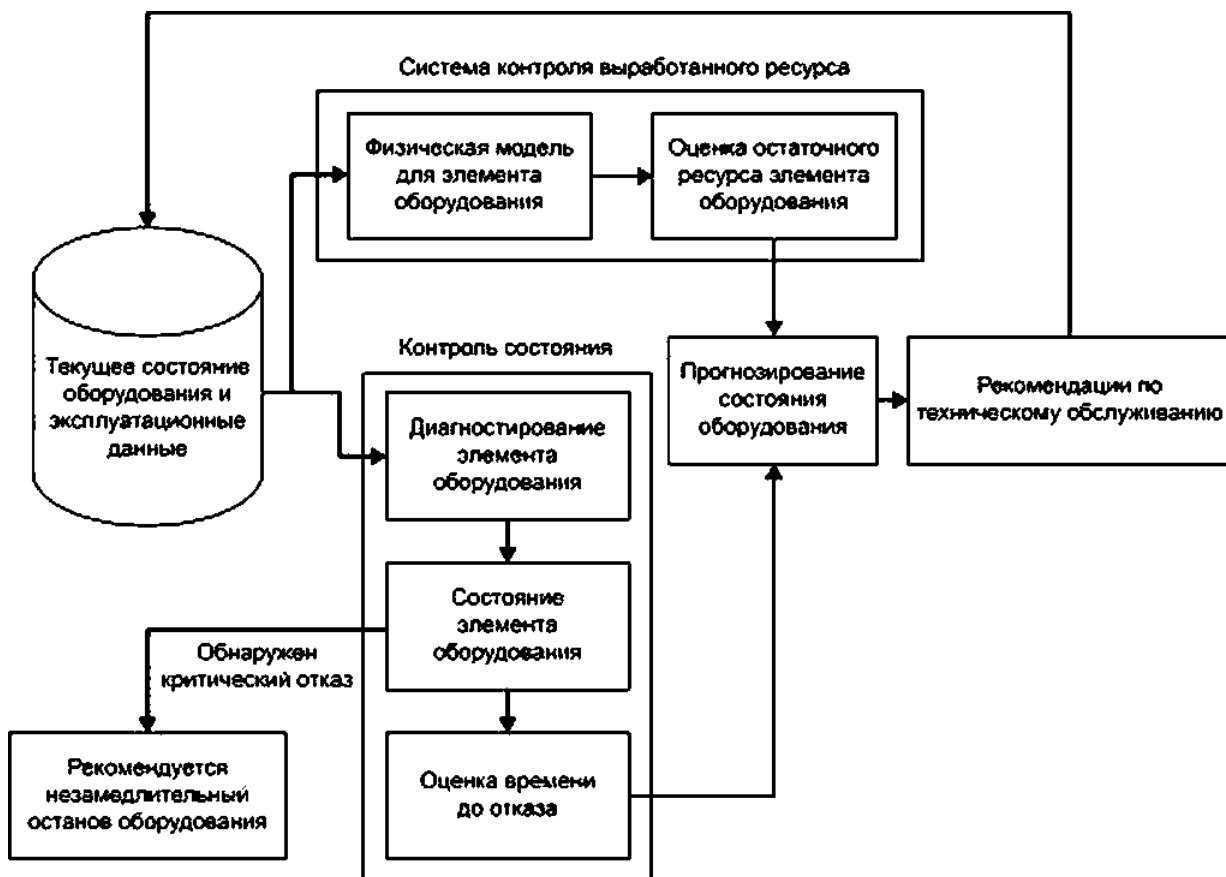 Система контроля выработанного ресурса
Физическая модель
для элемента
оборудования
Оценка остаточного
ресурса элемента
оборудования
Текущее состояние
оборудования и
эксплуатационные
данные
Контроль состояния
Диагностирование
элемента
оборудования
Прогнозирование
состояния
оборудования
Рекомендации по
техническому обслуживанию
Состояние
элемента
оборудования
Обнаружен
критический отказ
Рекомендуется
незамедлительный
останов оборудования
Оценка времени
до отказа